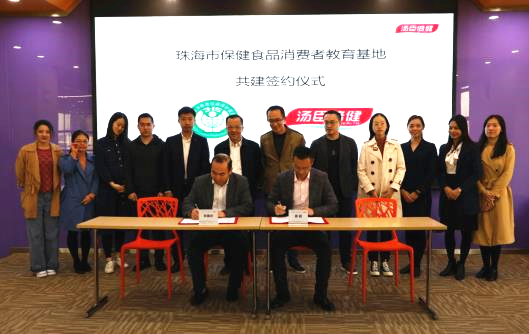 汤臣倍健
珠海市保健食品消费者教育基地
共建签约仪式
汤臣倍健